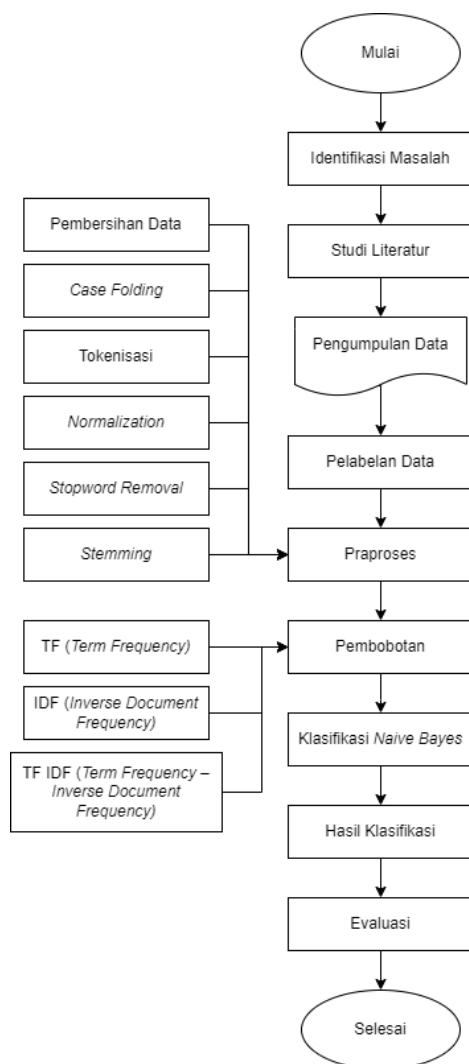 Mulai
Identifikasi Masalah
Studi Literatur
Pengumpulan Data
Pelabelan Data
Pembersihan Data
Case Folding
Tokenisasi
Normalization
Stopword Removal
Stemming
Praproses
TF (Term Frequency)
IDF (Inverse Document
Frequency)
TF IDF (Term Frequency –
Inverse Document
Frequency)
Pembobotan
Klasifikasi Naive Bayes
Hasil Klasifikasi
Evaluasi
Selesai